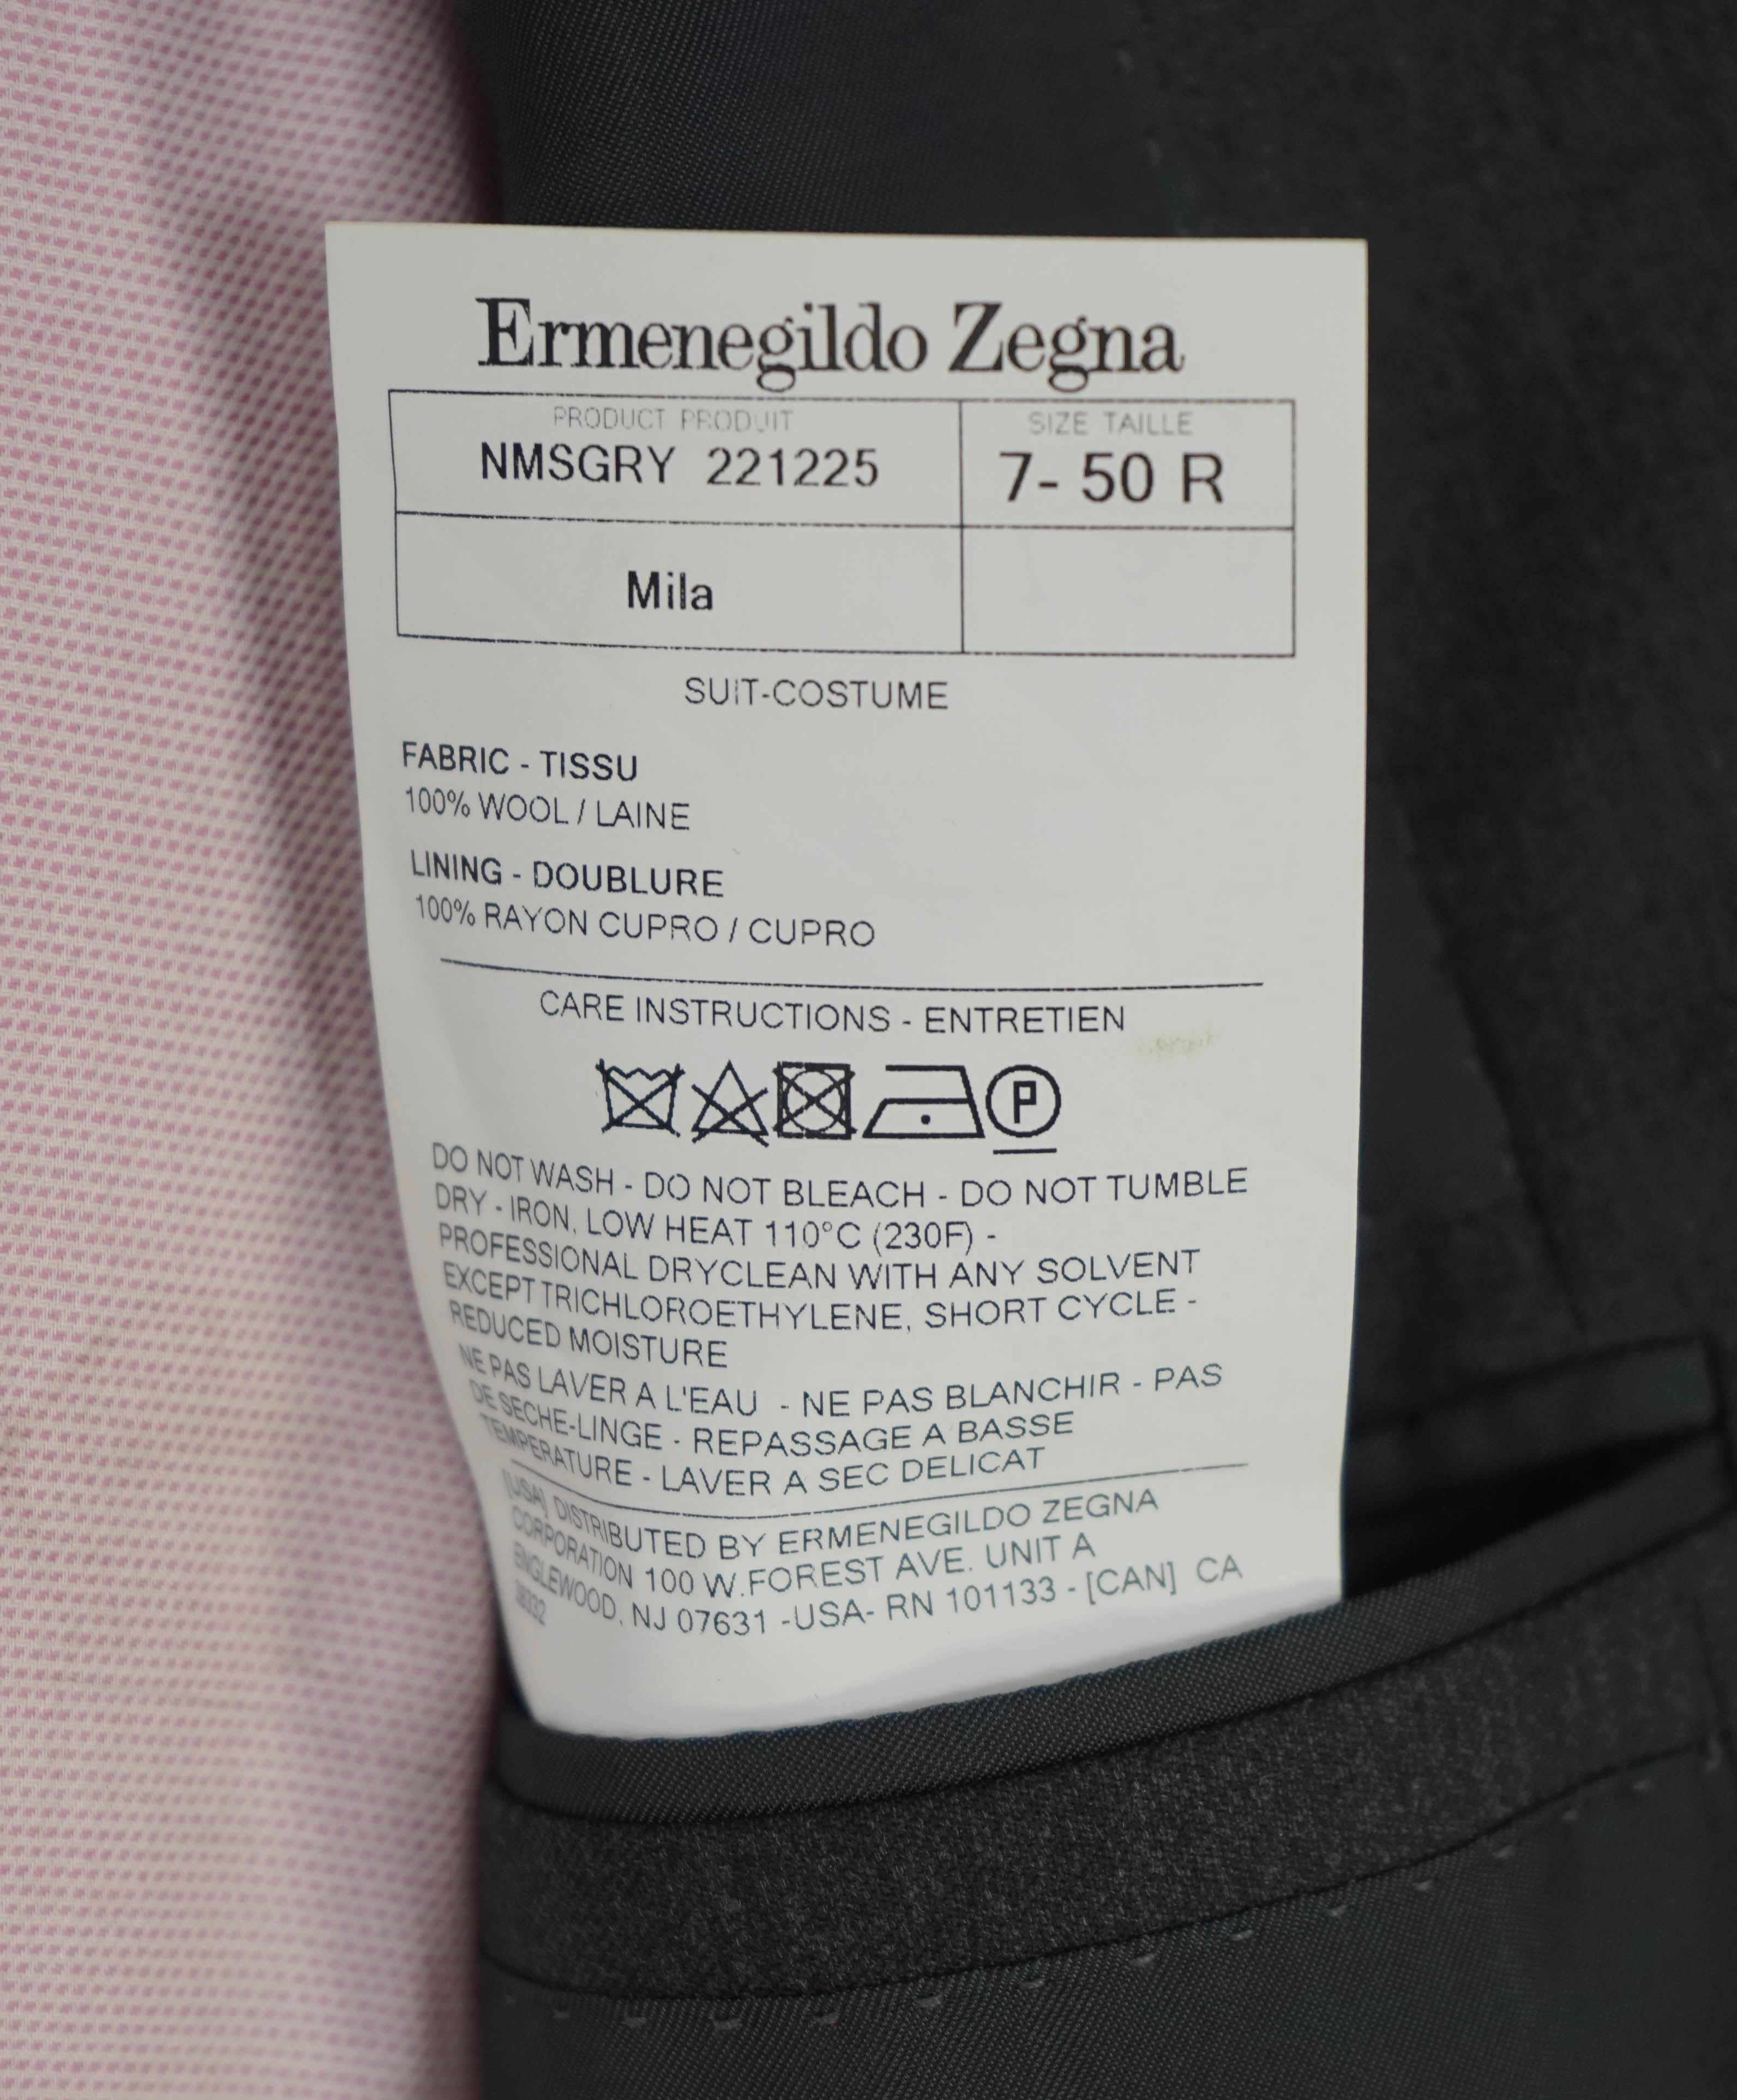 Ermenegildo Zegna
PRODUCT PRODUIT
NMSGRY 221225
SIZE TAILLE
7- 50 R
Mila
SUIT-COSTUME
FABRIC - TISSU
100% WOOL / LAINE
LINING - DOUBLURE
100% RAYON CUPRO / CUPRO
CARE INSTRUCTIONS - ENTRETIEN
P
DO NOT WASH - DO NOT BLEACH - DO NOT TUMBLE
DRY - IRON, LOW HEAT 110°C (230F) -
PROFESSIONAL DRYCLEAN WITH ANY SOLVENT
EXCEPT TRICHLOROETHYLENE, SHORT CYCLE -
REDUCED MOISTURE
NE PAS LAVER A L'EAU - NE PAS BLANCHIR - PAS
DE SECHE-LINGE - REPASSAGE A BASSE
TEMPERATURE - LAVER A SEC DELICAT
[USA] DISTRIBUTED BY ERMENEGILDO ZEGNA
CORPORATION 100 W.FOREST AVE. UNIT A
ENGLEWOOD, NJ 07631 -USA- RN 101133 - [CAN] CA